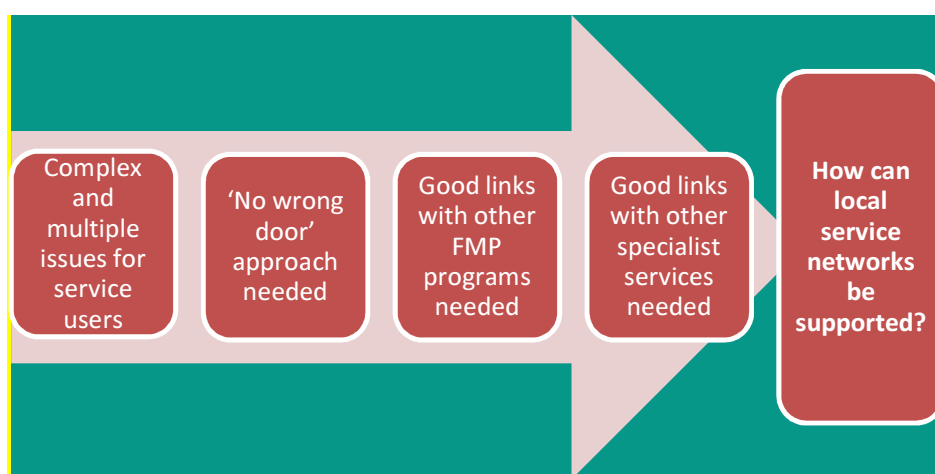 Complex
and
multiple
issues for
service
users
‘No wrong
door’
approach
needed
Good links
with other
FMP
programs
needed
Good links
with other
specialist
services
needed
How can
local
service
networks
be
supported?